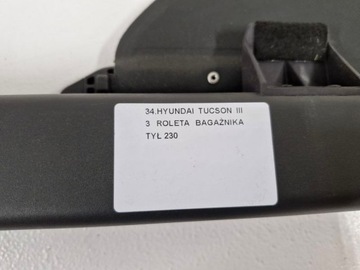 34.HYUNDAI TUCSON III
3 ROLETA BAGAŻNIKA
TYŁ 230